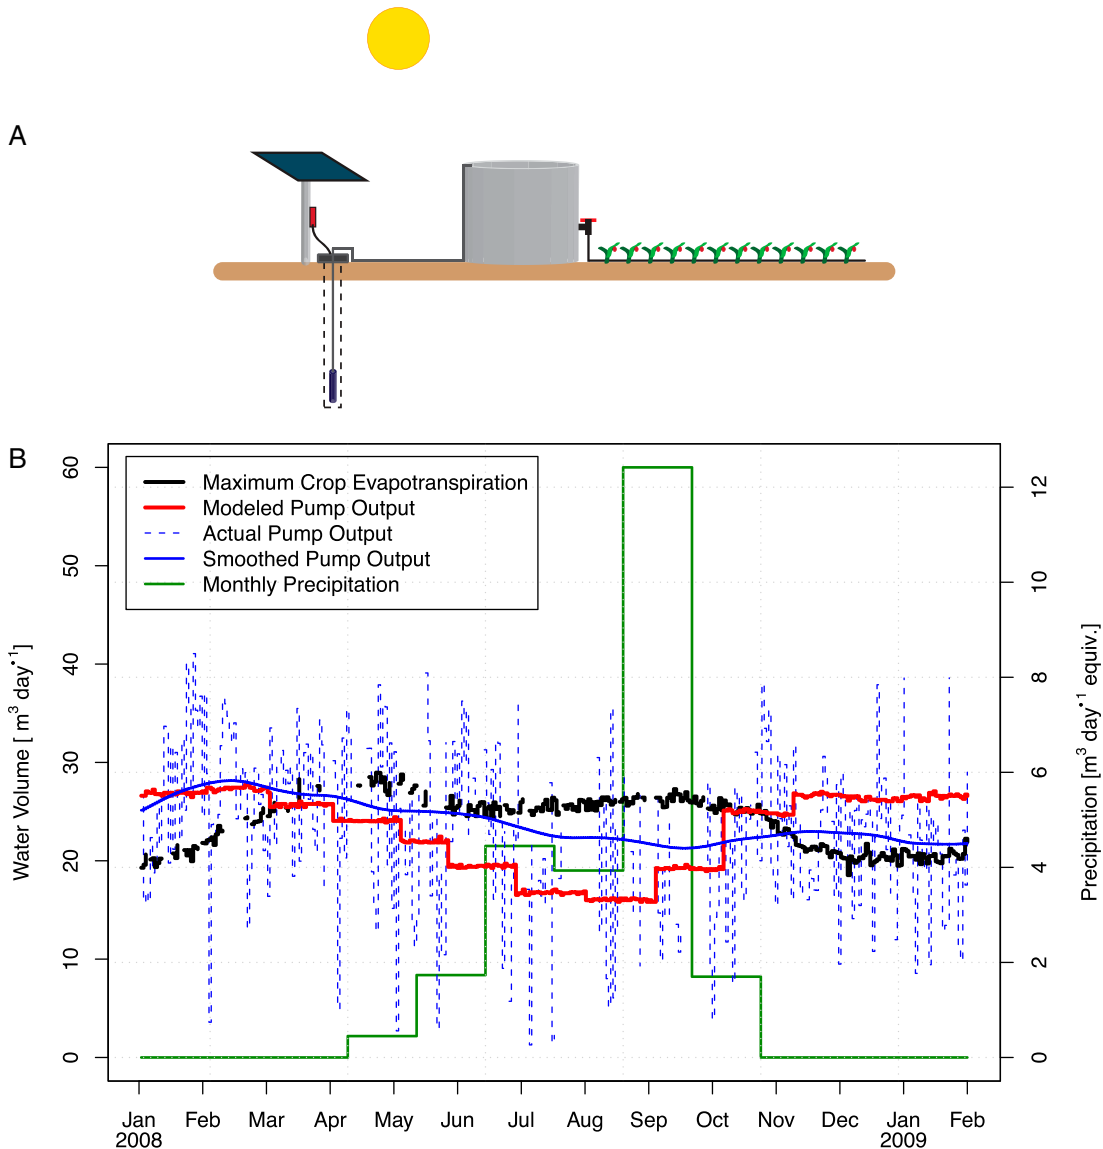 A
B
Maximum Crop Evapotranspiration
Modeled Pump Output
Actual Pump Output
Smoothed Pump Output
Monthly Precipitation
60
50
40
30
20
10
0
Water Volume [ m³ day•¹]
12
10
8
6
4
2
0
Precipitation [m³ day•¹ equiv.]
Jan Feb Mar Apr May Jun Jul Aug Sep Oct Nov Dec Jan Feb
2008 2009